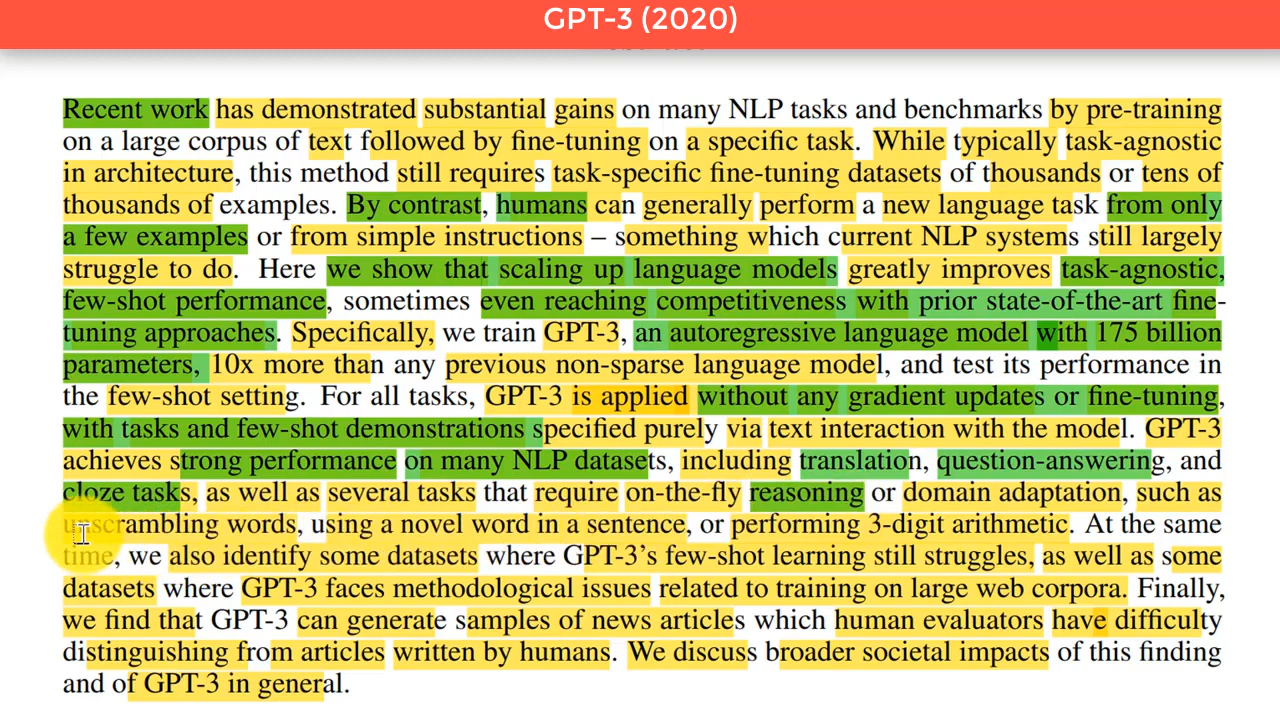 GPT-3 (2020)
Recent work has demonstrated substantial gains on many NLP tasks and benchmarks by pre-training
on a large corpus of text followed by fine-tuning on a specific task. While typically task-agnostic
in architecture, this method still requires task-specific fine-tuning datasets of thousands or tens of
thousands of examples. By contrast, humans can generally perform a new language task from only
a few examples or from simple instructions – something which current NLP systems still largely
struggle to do. Here we show that scaling up language models greatly improves task-agnostic,
few-shot performance, sometimes even reaching competitiveness with prior state-of-the-art fine-
tuning approaches. Specifically, we train GPT-3, an autoregressive language model with 175 billion
parameters, 10x more than any previous non-sparse language model, and test its performance in
the few-shot setting. For all tasks, GPT-3 is applied without any gradient updates or fine-tuning,
with tasks and few-shot demonstrations specified purely via text interaction with the model. GPT-3
achieves strong performance on many NLP datasets, including translation, question-answering, and
cloze tasks, as well as several tasks that require on-the-fly reasoning or domain adaptation, such as
unscrambling words, using a novel word in a sentence, or performing 3-digit arithmetic. At the same
time, we also identify some datasets where GPT-3's few-shot learning still struggles, as well as some
datasets where GPT-3 faces methodological issues related to training on large web corpora. Finally,
we find that GPT-3 can generate samples of news articles which human evaluators have difficulty
distinguishing from articles written by humans. We discuss broader societal impacts of this finding
and of GPT-3 in general.